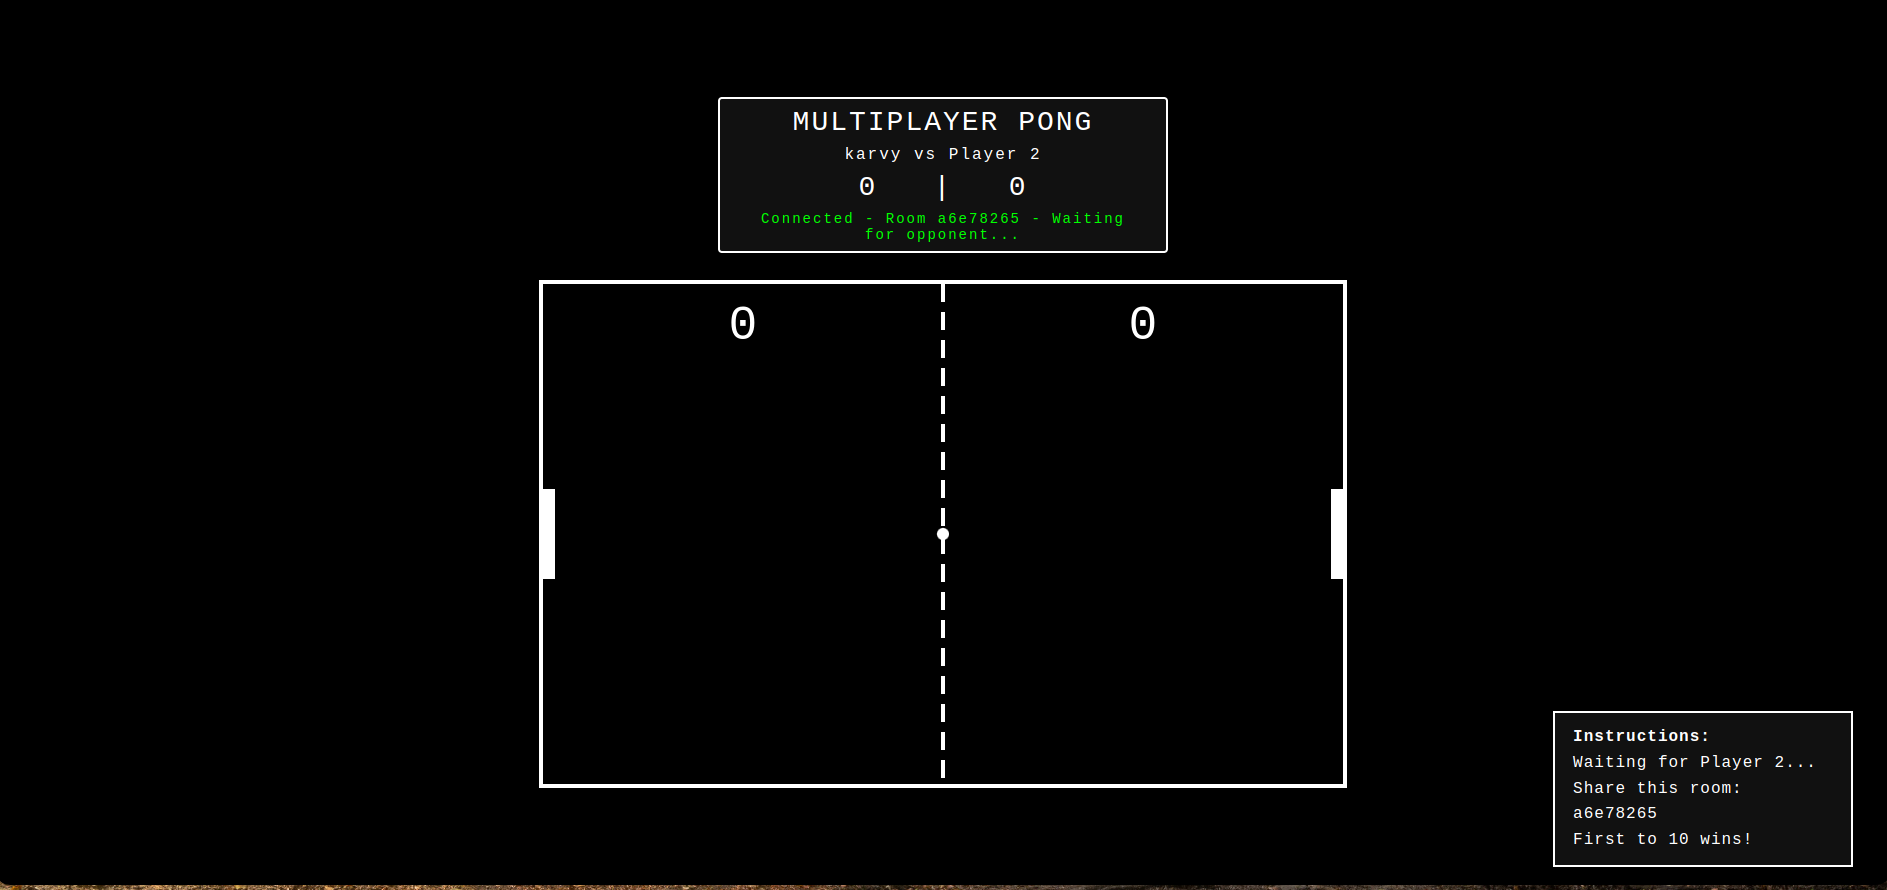 MULTIPLAYER PONG
karvy vs Player 2
0 | 0
Connected - Room a6e78265 - Waiting
for opponent...
0 0
Instructions:
Waiting for Player 2...
Share this room:
a6e78265
First to 10 wins!